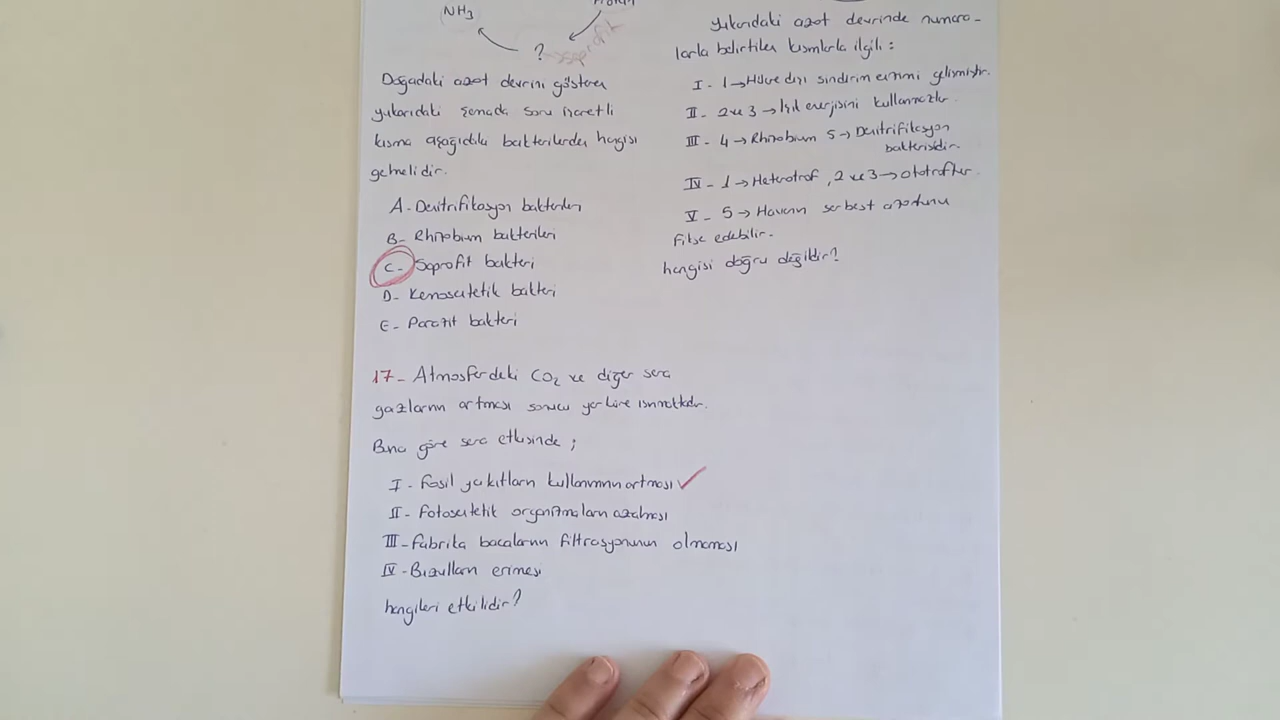 NH3
?
saprofit
Doğadaki azot devrini gösteren
yukarıdaki şemada soru işaretli
kısma aşağıdaki bakterilerden hangisi
gelmelidir.
A- Denitrifikasyon bakterileri
B- Rhizobium bakterileri
C- Saprofit bakteri
D- Kemosentetik bakteri
E- Parazit bakteri
17- Atmosferdeki CO2 ve diğer sera
gazlarının artması sonucu yerküre ısınmaktadır.
Buna göre sera etkisinde ;
I- Fosil yakıtların kullanımının artması ✓
II- Fotosentetik organizmaların azalması
III- Fabrika bacalarının filtrasyonunun olmaması
IV- Buzulların erimesi
hangileri etkilidir?
Yukarıdaki azot devrinde numara-
larla belirtilen kısımlarla ilgili :
I- 1→Hücre dışı sindirim enzimi gelişmiştir.
II- 2 ve 3→Işık enerjisini kullanmazlar.
III- 4→Rhizobium 5→Denitrifikasyon
bakterisidir.
IV- 1→Heterotrof, 2 ve 3→ototroftur.
V- 5→Havanın serbest azotunu
fikse edebilir.
hangisi doğru değildir?